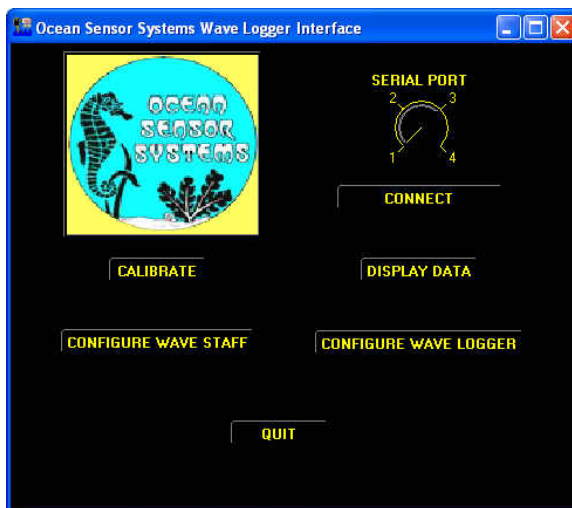 Ocean Sensor Systems Wave Logger Interface
OCEAN
SENSOR
SYSTEMS
SERIAL PORT
2 3
1 4
CONNECT
CALIBRATE
DISPLAY DATA
CONFIGURE WAVE STAFF
CONFIGURE WAVE LOGGER
QUIT